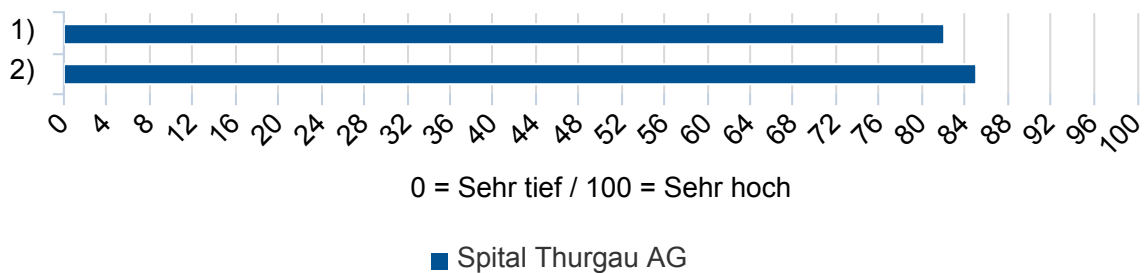 1)
2)
0 4 8 12 16 20 24 28 32 36 40 44 48 52 56 60 64 68 72 76 80 84 88 92 96 100
0 = Sehr tief / 100 = Sehr hoch
Spital Thurgau AG